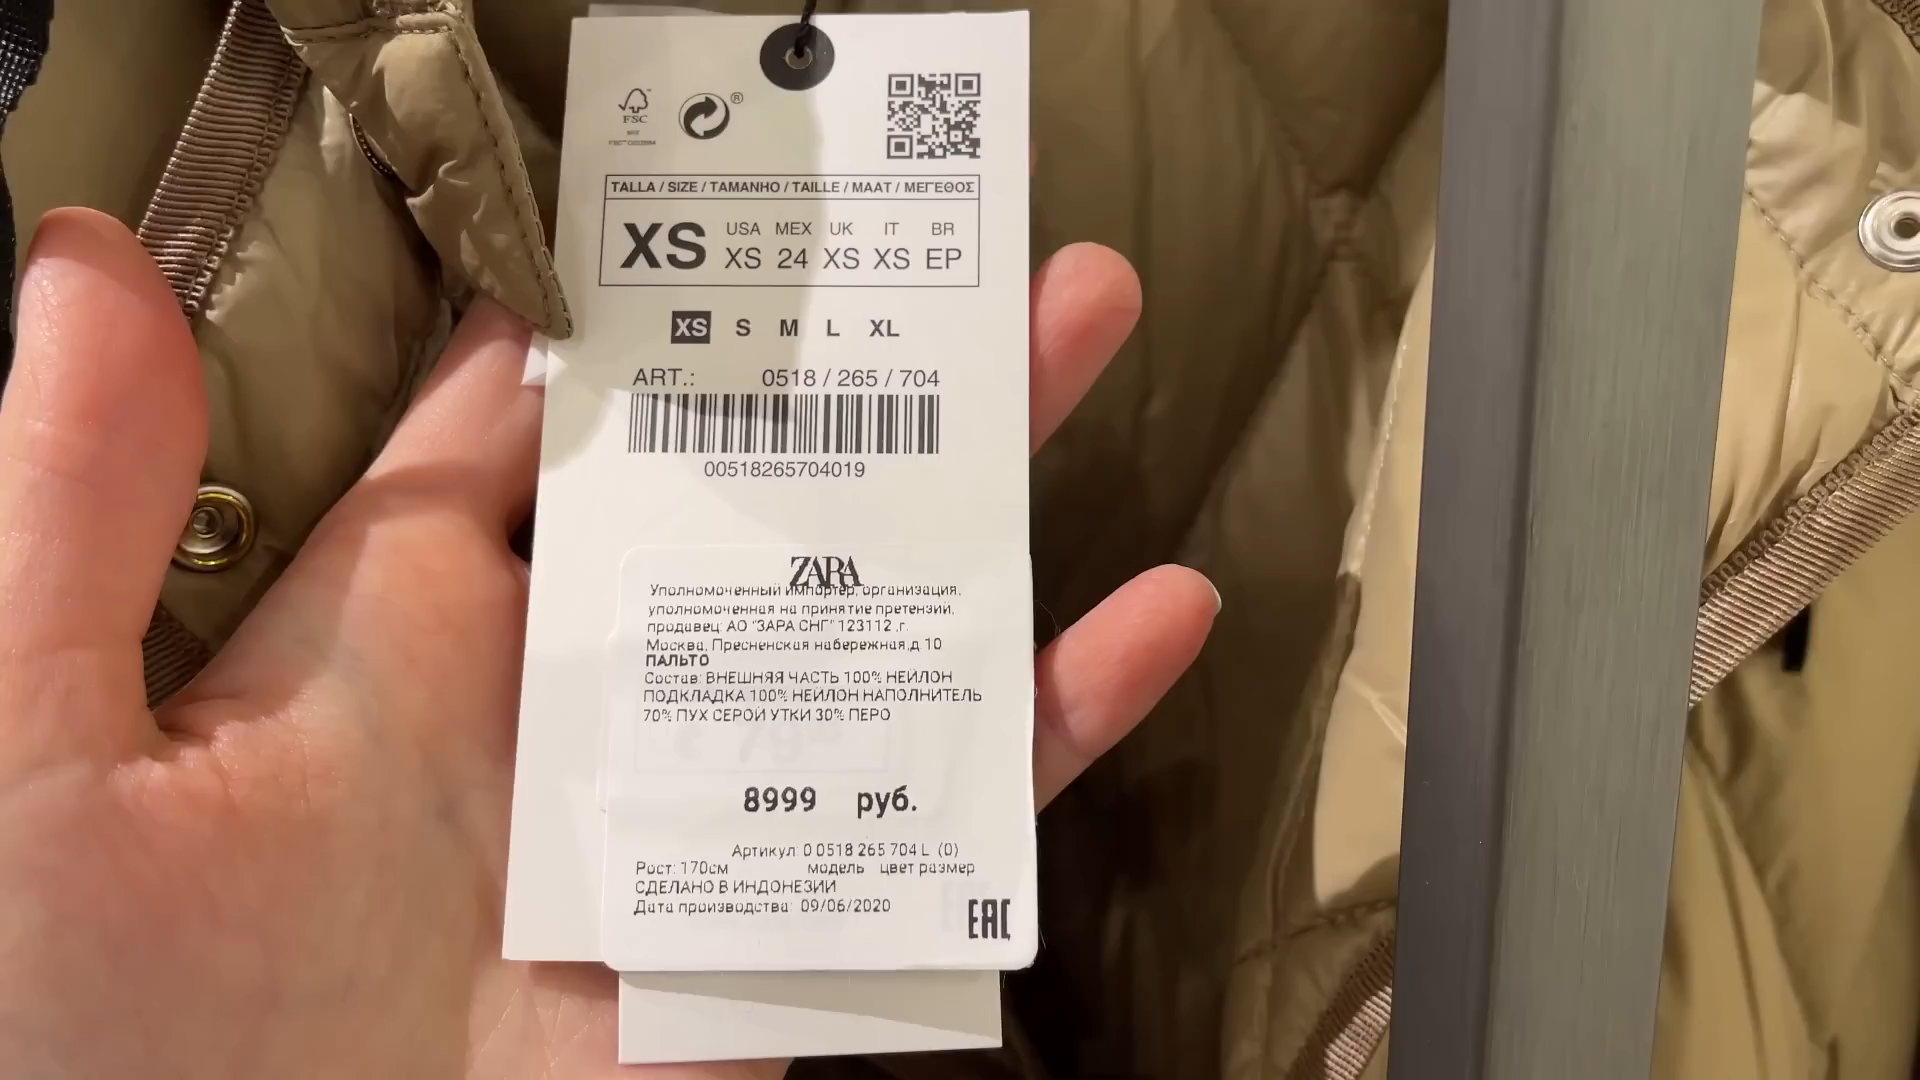 FSC
®
TALLA / SIZE / TAMANHO / TAILLE / MAAT / ΜΕΓΕΘΟΣ
XS
USA MEX UK IT BR
XS 24 XS XS EP
XS S M L XL
ART.: 0518 / 265 / 704
00518265704019
ZARA
Уполномоченный импортер, организация,
уполномоченная на принятие претензий,
продавец: АО "ЗАРА СНГ" 123112 ,г.
Москва, Пресненская набережная,д 10
ПАЛЬТО
Состав: ВНЕШНЯЯ ЧАСТЬ 100% НЕЙЛОН
ПОДКЛАДКА 100% НЕЙЛОН НАПОЛНИТЕЛЬ
70% ПУХ СЕРОЙ УТКИ 30% ПЕРО
8999 руб.
Артикул: 0 0518 265 704 L (0)
Рост: 170см модель цвет размер
СДЕЛАНО В ИНДОНЕЗИИ
Дата производства: 09/06/2020
EAC